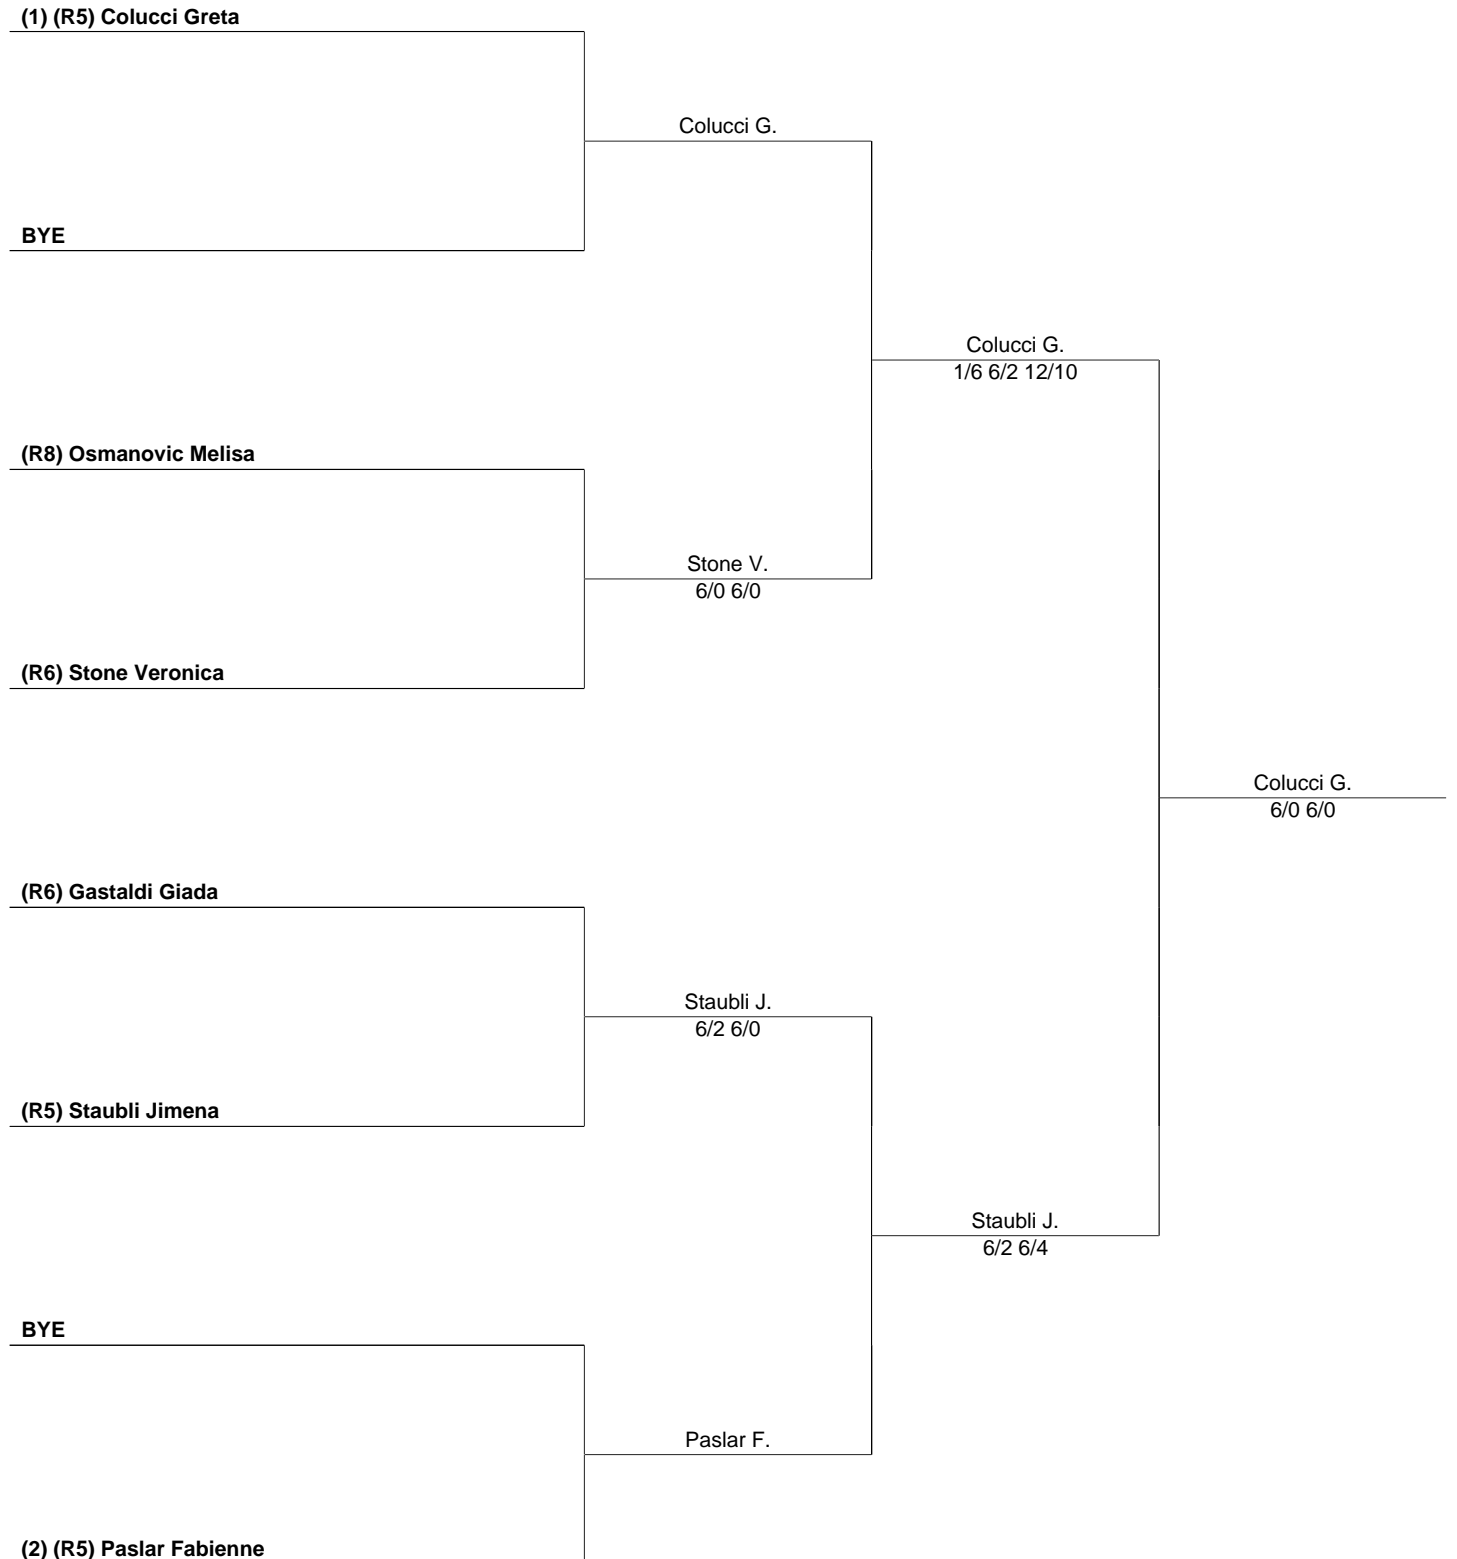 (1) (R5) Colucci Greta
Colucci G.
BYE
Colucci G.
1/6 6/2 12/10
(R8) Osmanovic Melisa
Stone V.
6/0 6/0
(R6) Stone Veronica
Colucci G.
6/0 6/0
(R6) Gastaldi Giada
Staubli J.
6/2 6/0
(R5) Staubli Jimena
Staubli J.
6/2 6/4
BYE
Paslar F.
(2) (R5) Paslar Fabienne